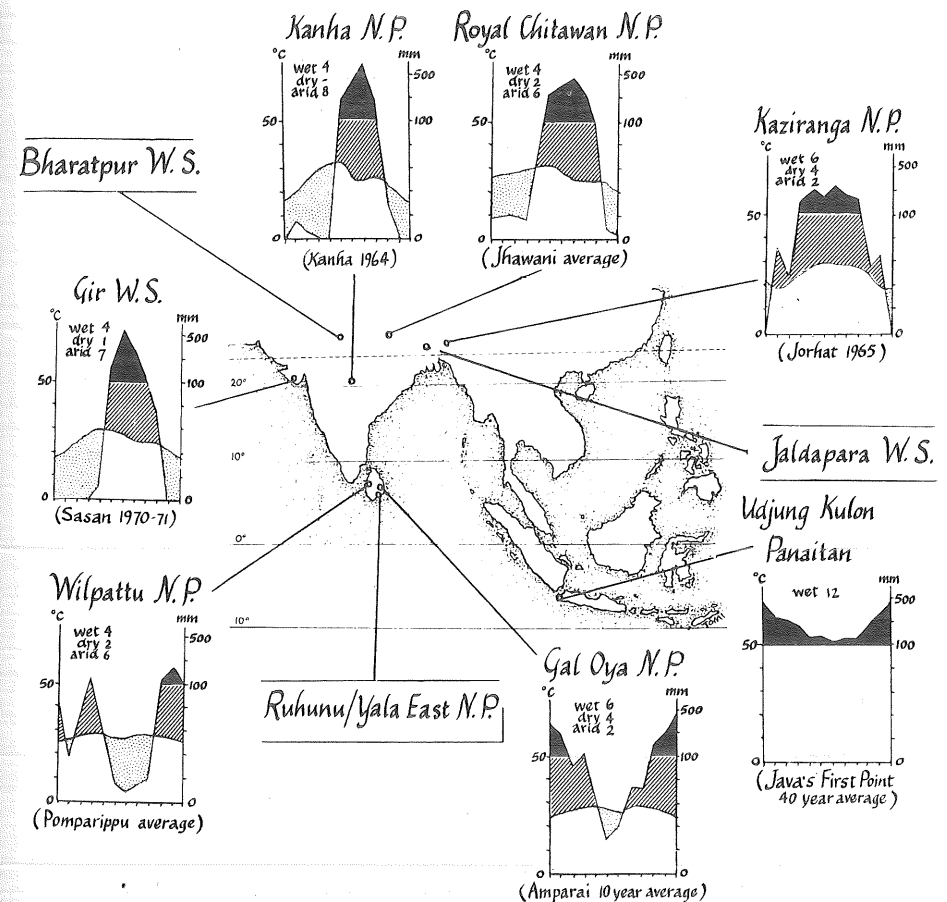 Kanha N.P.
°C
mm
wet 4
dry -
arid 8
500
50
100
0
0
(Kanha 1964)
Royal Chitawan N.P.
°C
mm
wet 4
dry 2
arid 6
500
50
100
0
0
(Jhawani average)
Kaziranga N.P.
°C
mm
wet 6
dry 4
arid 2
500
50
100
0
0
(Jorhat 1965)
Bharatpur W.S.
Gir W.S.
°C
mm
wet 4
dry 1
arid 7
500
50
100
0
0
(Sasan 1970-71)
20°
10°
0°
10°
Jaldapara W.S.
Udjung Kulon
Panaitan
°C
mm
wet 12
500
50
100
0
0
(Java's First Point
40 year average)
Wilpattu N.P.
°C
mm
wet 4
dry 2
arid 6
500
50
100
0
0
(Pomparippu average)
Ruhunu/Yala East N.P.
Gal Oya N.P.
°C
mm
wet 6
dry 4
arid 2
500
50
100
0
0
(Amparai 10 year average)